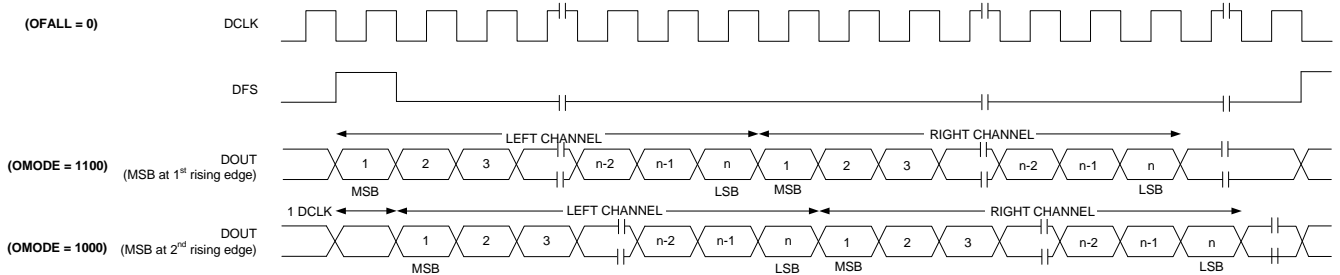 (OFALL = 0) DCLK
DFS
LEFT CHANNEL RIGHT CHANNEL
(OMODE = 1100) DOUT 1 2 3 n-2 n-1 n 1 2 3 n-2 n-1 n
(MSB at 1st rising edge)
MSB LSB MSB LSB
1 DCLK LEFT CHANNEL RIGHT CHANNEL
(OMODE = 1000) DOUT 1 2 3 n-2 n-1 n 1 2 3 n-2 n-1 n
(MSB at 2nd rising edge)
MSB LSB MSB LSB